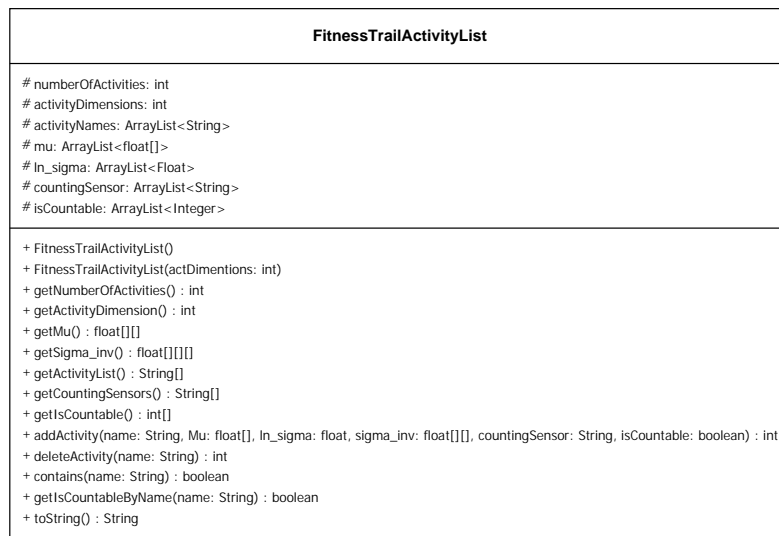 FitnessTrailActivityList
# numberOfActivities: int
# activityDimensions: int
# activityNames: ArrayList<String>
# mu: ArrayList<float[]>
# ln_sigma: ArrayList<Float>
# countingSensor: ArrayList<String>
# isCountable: ArrayList<Integer>
+ FitnessTrailActivityList()
+ FitnessTrailActivityList(actDimentions: int)
+ getNumberOfActivities() : int
+ getActivityDimension() : int
+ getMu() : float[][]
+ getSigma_inv() : float[][][]
+ getActivityList() : String[]
+ getCountingSensors() : String[]
+ getIsCountable() : int[]
+ addActivity(name: String, Mu: float[], ln_sigma: float, sigma_inv: float[][], countingSensor: String, isCountable: boolean) : int
+ deleteActivity(name: String) : int
+ contains(name: String) : boolean
+ getIsCountableByName(name: String) : boolean
+ toString() : String